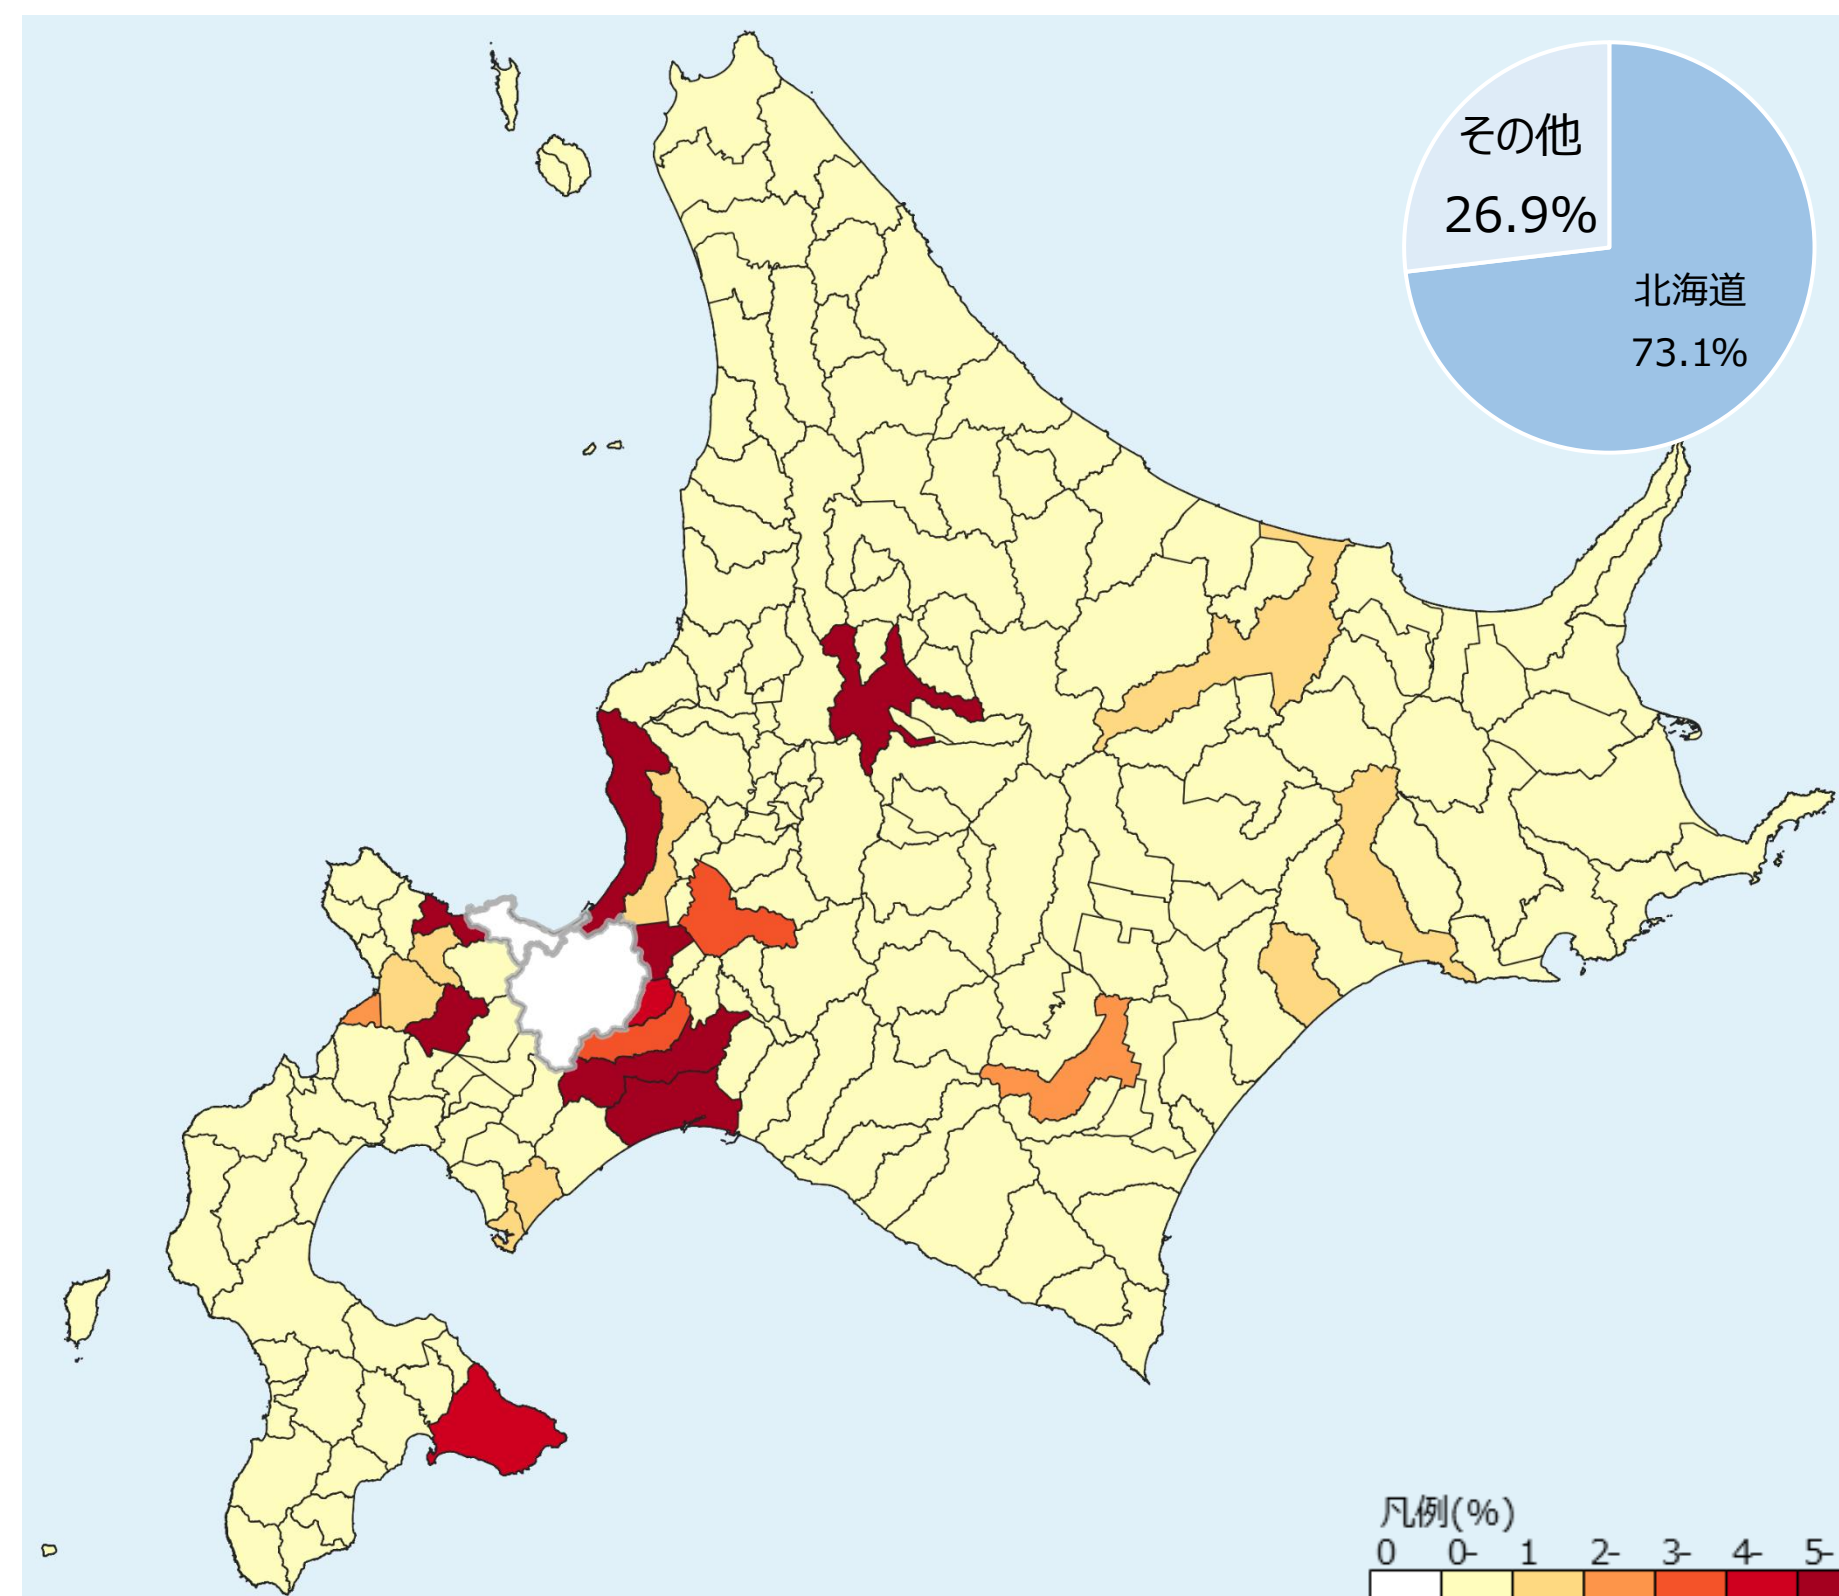 その他
26.9%
北海道
73.1%
凡例(%)
0 0- 1 2- 3- 4- 5-